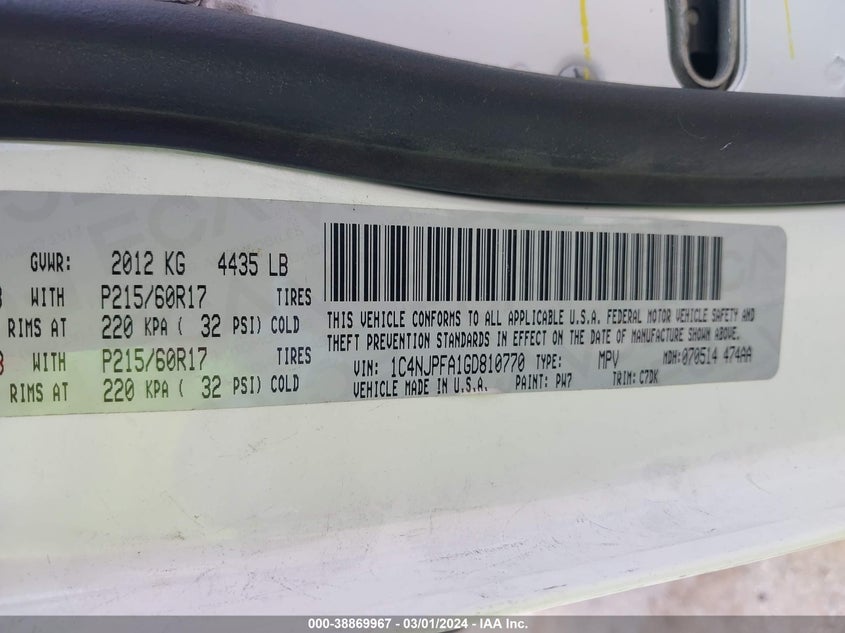 GVWR: 2012 KG 4435 LB
WITH P215/60R17 TIRES
RIMS AT 220 KPA ( 32 PSI) COLD
WITH P215/60R17 TIRES
RIMS AT 220 KPA ( 32 PSI) COLD
THIS VEHICLE CONFORMS TO ALL APPLICABLE U.S.A. FEDERAL MOTOR VEHICLE SAFETY AND
THEFT PREVENTION STANDARDS IN EFFECT ON THE DATE OF MANUFACTURE SHOWN ABOVE.
VIN: 1C4NJPFA1GD810770 TYPE: MPV MDH:070514 474AA
VEHICLE MADE IN U.S.A. PAINT: PW7 TRIM: C7DK
000-38869967 - 03/01/2024 - IAA Inc.